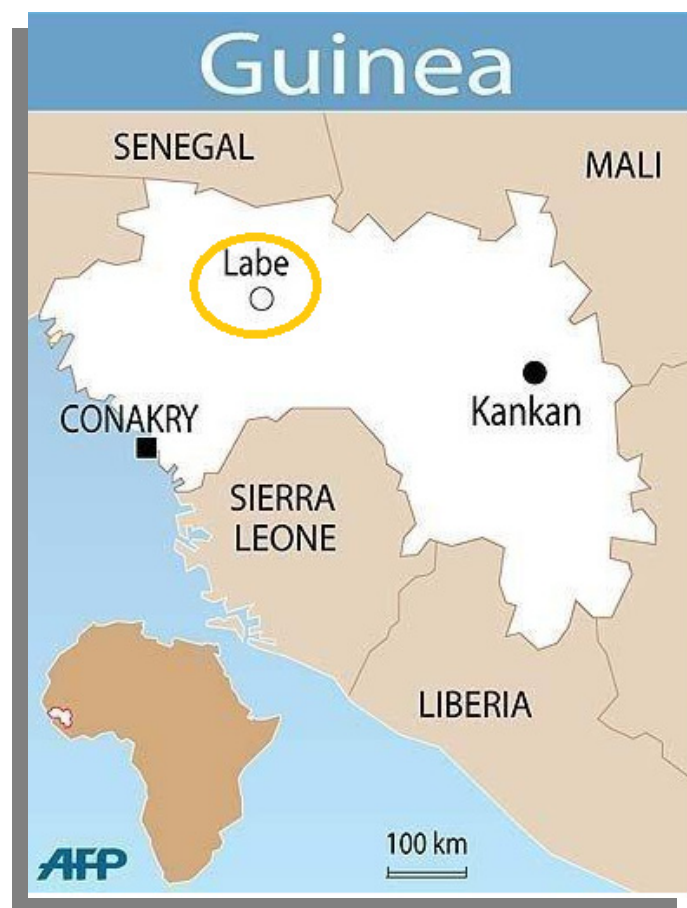 Guinea
SENEGAL
MALI
Labe
Kankan
CONAKRY
SIERRA
LEONE
LIBERIA
100 km
AFP